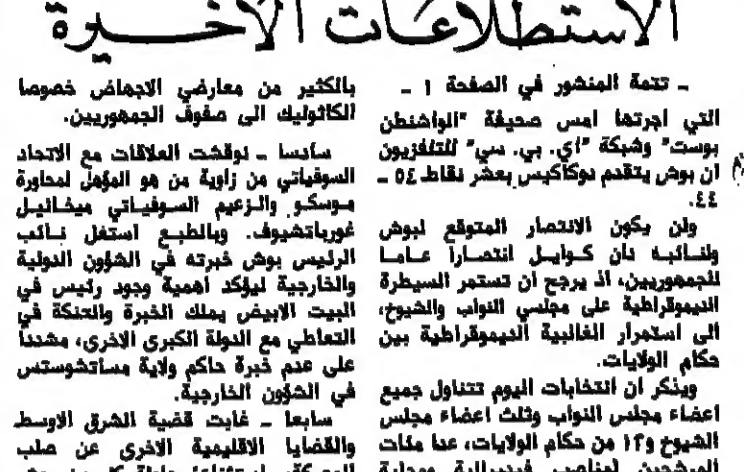 الاستطلاعات الاخيرة
ـ تتمة المنشور في الصفحة ١ ـ
التي اجرتها امس صحيفة "الواشنطن
بوست" وشبكة "اي. بي. سي" للتلفزيون
ان بوش يتقدم دوكاكيس بعشر نقاط ٥٤ ـ
٤٤.
ولن يكون الانتصار المتوقع لبوش
ولنائبه دان كوايل انتصارا عاما
للجمهوريين، اذ يرجح ان تستمر السيطرة
الديموقراطية على مجلسي النواب والشيوخ،
الى استمرار الغالبية الديموقراطية بين
حكام الولايات.
ويذكر ان انتخابات اليوم تتناول جميع
اعضاء مجلس النواب وثلث اعضاء مجلس
الشيوخ و١٢ من حكام الولايات، عدا مئات
المرشحين لمناصب فيديرالية ومحلية
بالكثير من معارضي الاجهاض خصوصا
الكاثوليك الى صفوف الجمهوريين.
سادسا ـ نوقشت العلاقات مع الاتحاد
السوفياتي من زاوية من هو المؤهل لمحاورة
موسكو والزعيم السوفياتي ميخائيل
غورباتشيوف. وبالطبع استغل نائب
الرئيس بوش خبرته في الشؤون الدولية
والخارجية ليؤكد اهمية وجود رئيس في
البيت الابيض يملك الخبرة والحنكة في
التعاطي مع الدولة الكبرى الاخرى، مشددا
على عدم خبرة حاكم ولاية مساتشوستس
في الشؤون الخارجية.
سابعا ـ غابت قضية الشرق الاوسط
والقضايا الاقليمية الاخرى عن صلب